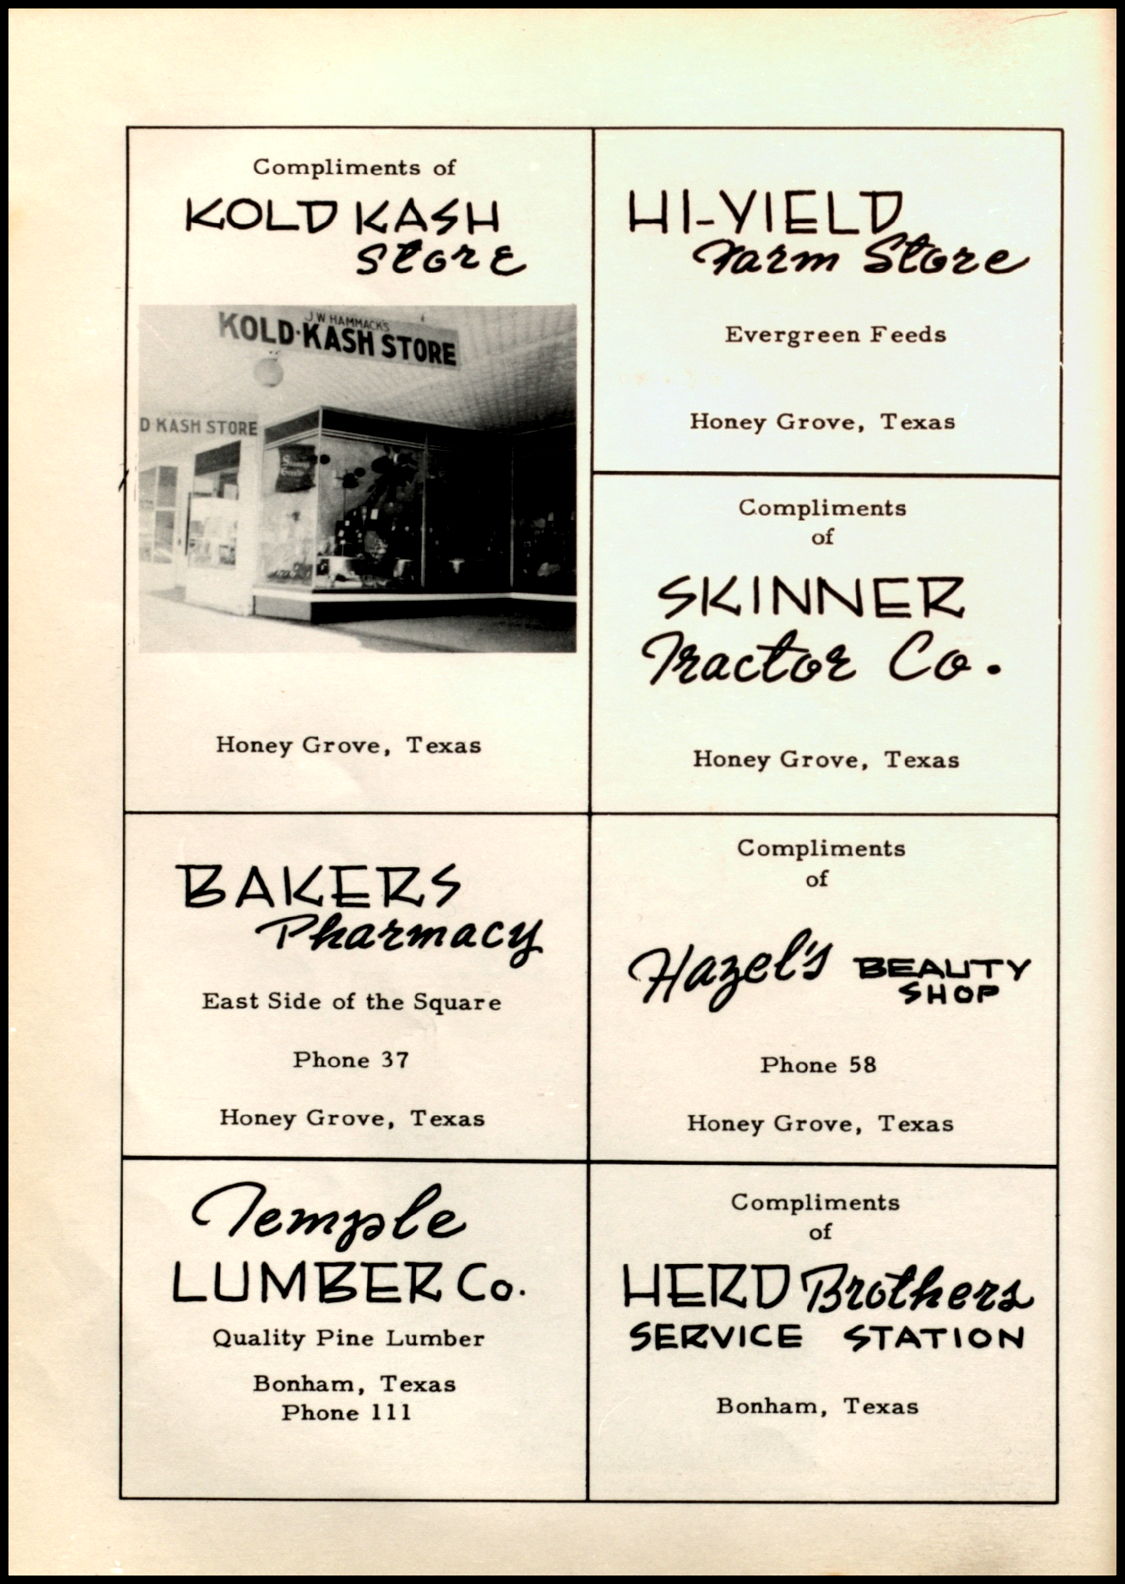 Compliments of
KOLD KASH
Store
J W HAMMACK'S
KOLD·KASH STORE
D KASH STORE
Honey Grove, Texas
HI-YIELD
Farm Store
Evergreen Feeds
Honey Grove, Texas
Compliments
of
SKINNER
Tractor Co.
Honey Grove, Texas
BAKERS
Pharmacy
East Side of the Square
Phone 37
Honey Grove, Texas
Compliments
of
Hazel's BEAUTY
SHOP
Phone 58
Honey Grove, Texas
Temple
LUMBER Co.
Quality Pine Lumber
Bonham, Texas
Phone 111
Compliments
of
HERD Brothers
SERVICE STATION
Bonham, Texas